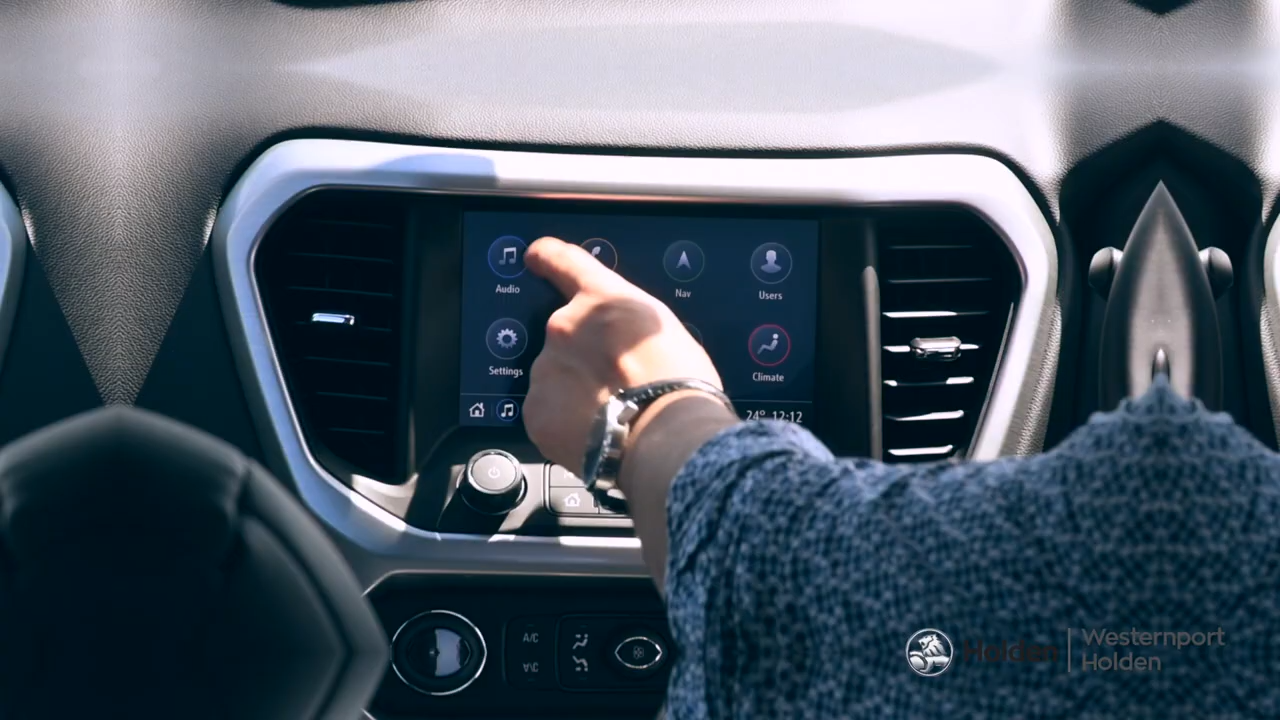 Audio
Nav
Users
Settings
Climate
24° 12:12
A/C
Holden
Westernport
Holden